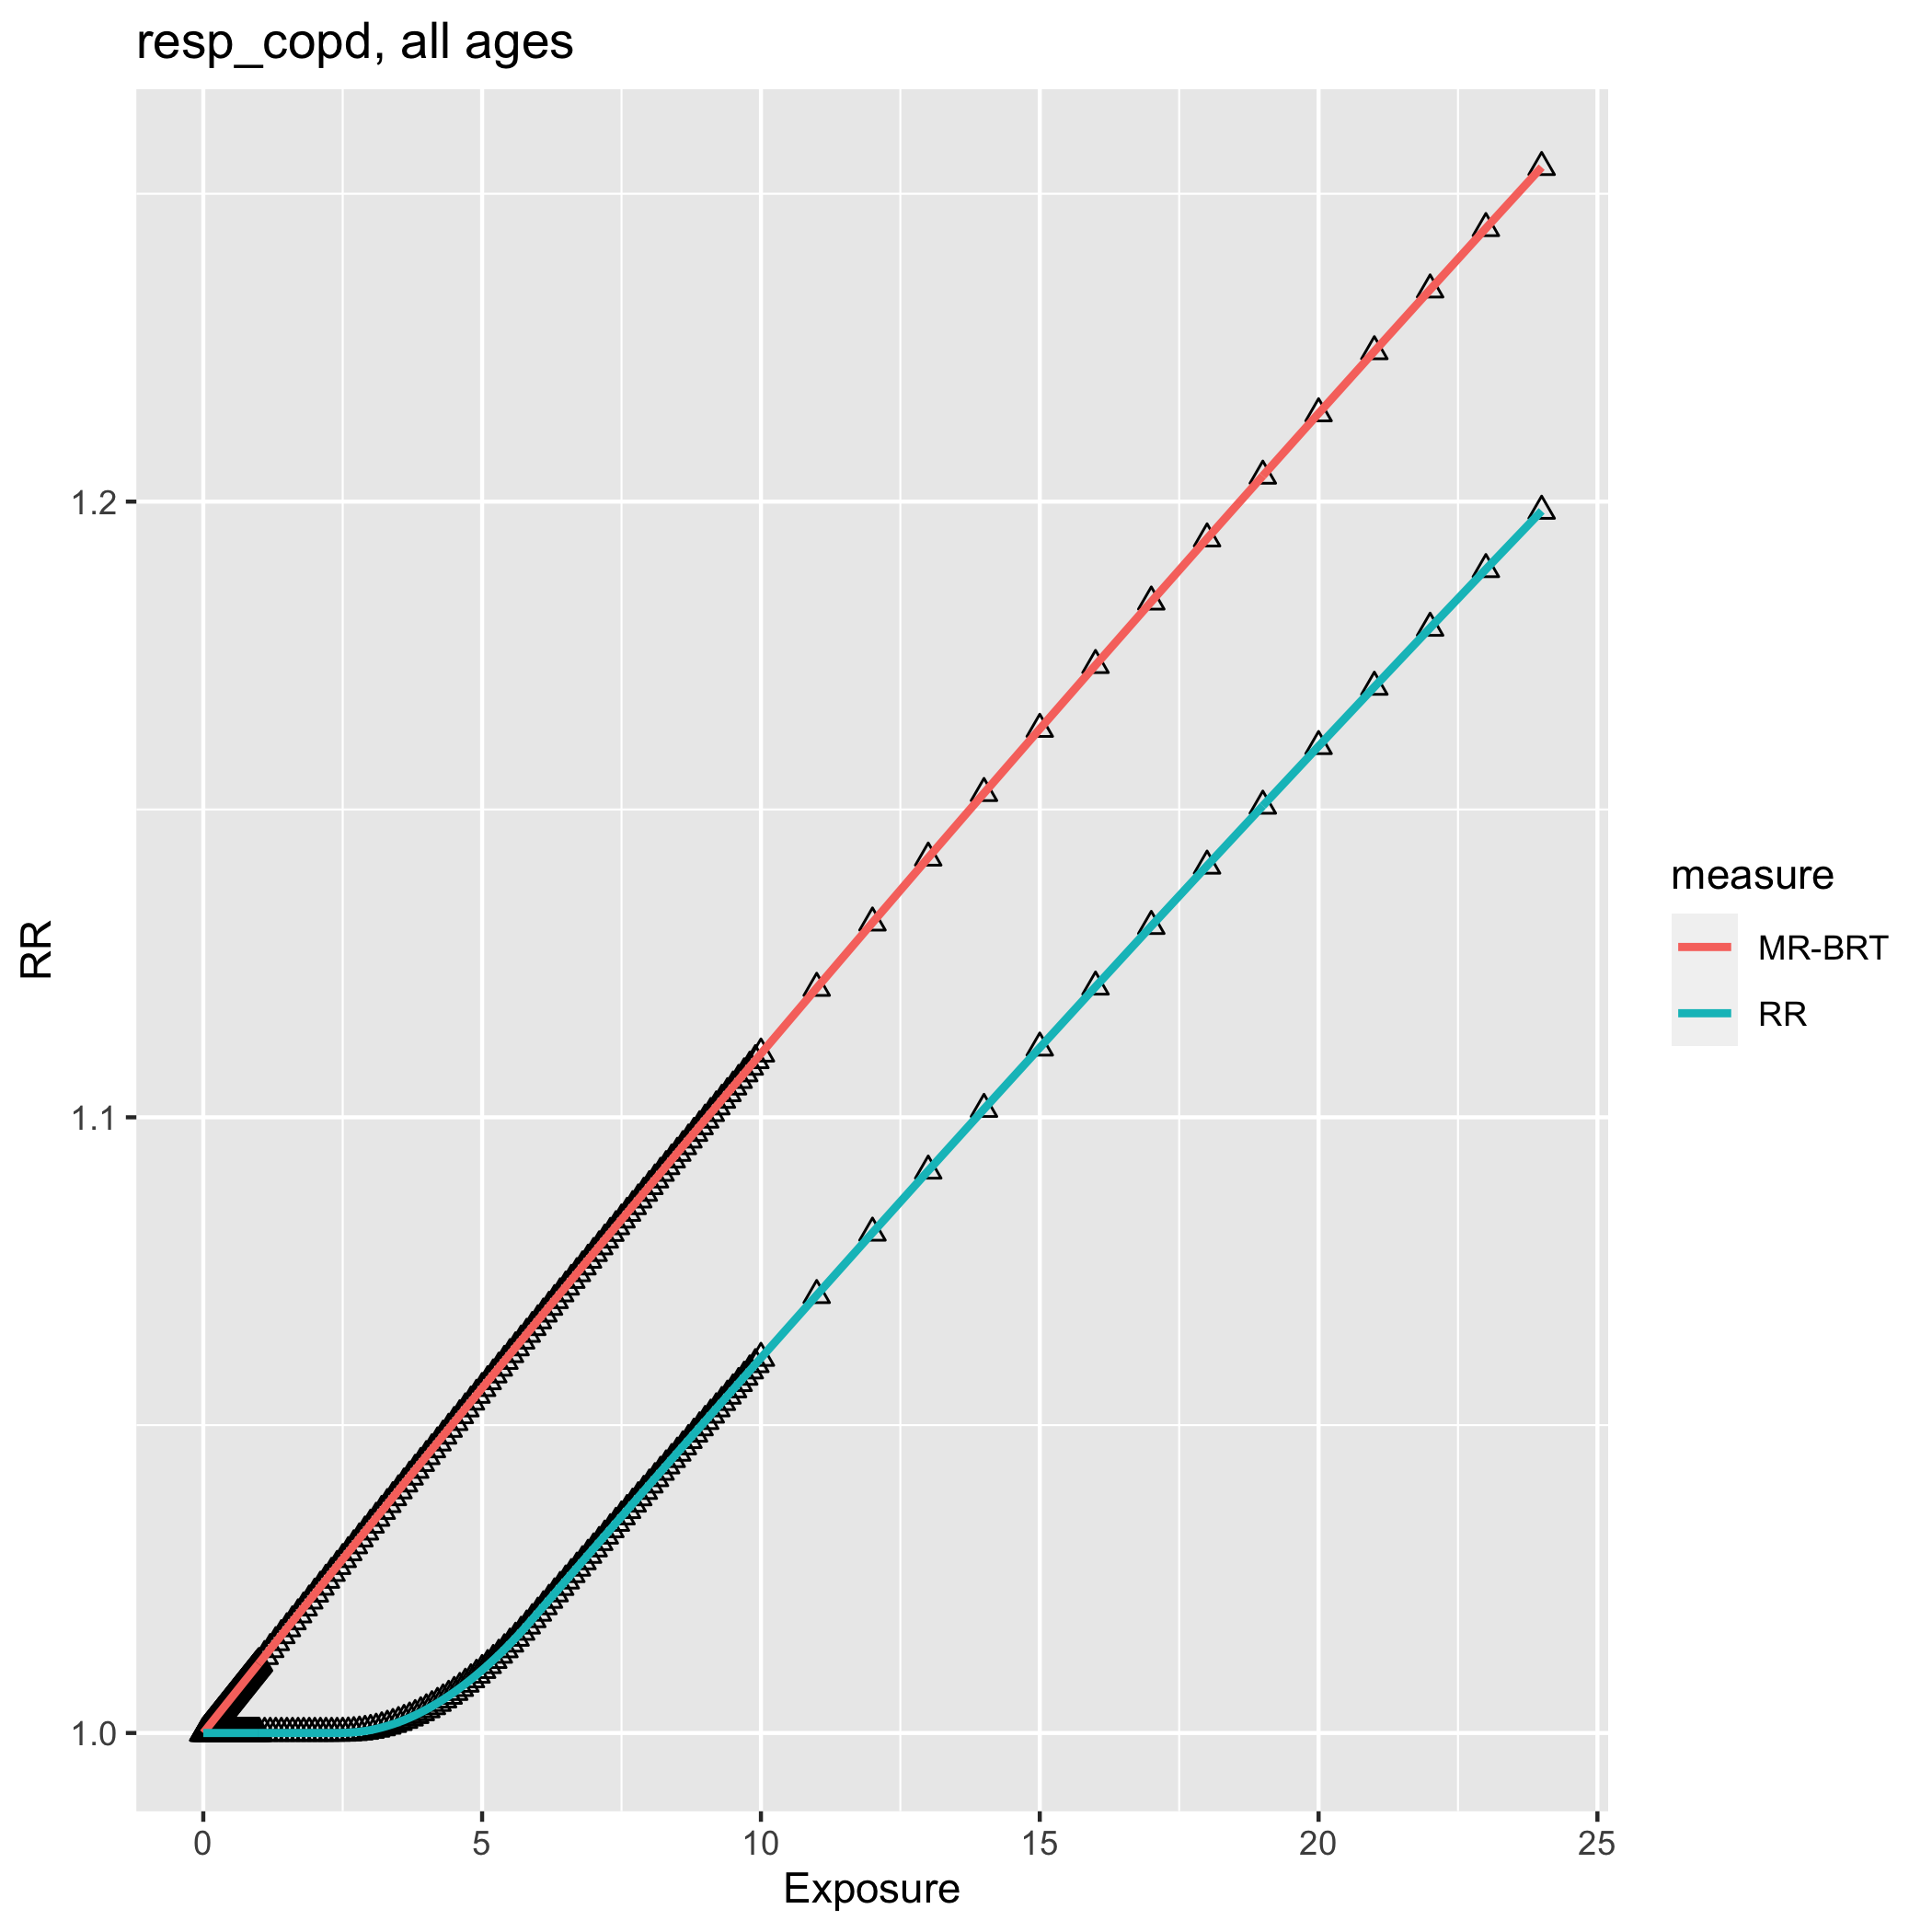 resp_copd, all ages
RR
1.2
1.1
1.0
0 5 10 15 20 25
Exposure
measure
MR-BRT
RR